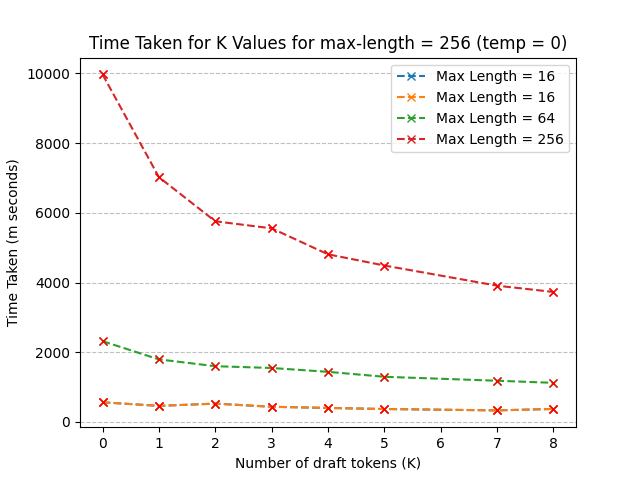 Time Taken for K Values for max-length = 256 (temp = 0)
Max Length = 16
Max Length = 16
Max Length = 64
Max Length = 256
Time Taken (m seconds)
10000
8000
6000
4000
2000
0
0 1 2 3 4 5 6 7 8
Number of draft tokens (K)